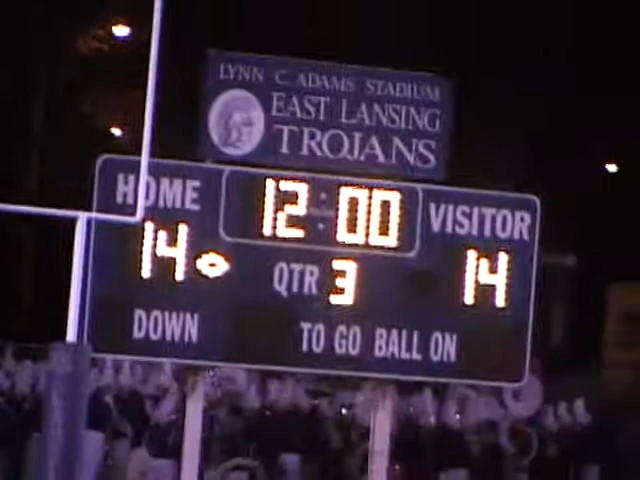 LYNN C. ADAMS STADIUM
EAST LANSING
TROJANS
HOME 12:00 VISITOR
14 QTR 3 14
DOWN TO GO BALL ON